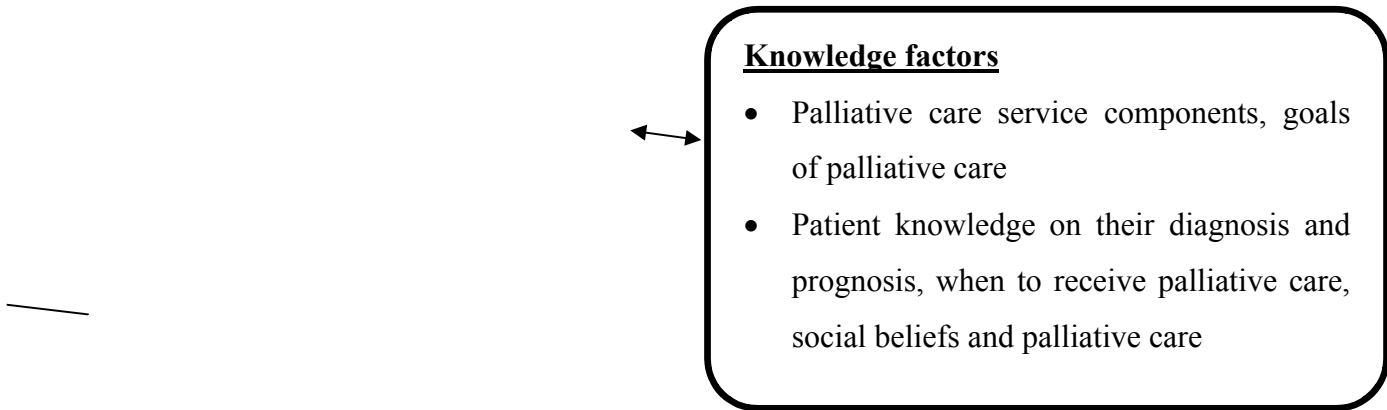 Knowledge factors
• Palliative care service components, goals
of palliative care
• Patient knowledge on their diagnosis and
prognosis, when to receive palliative care,
social beliefs and palliative care